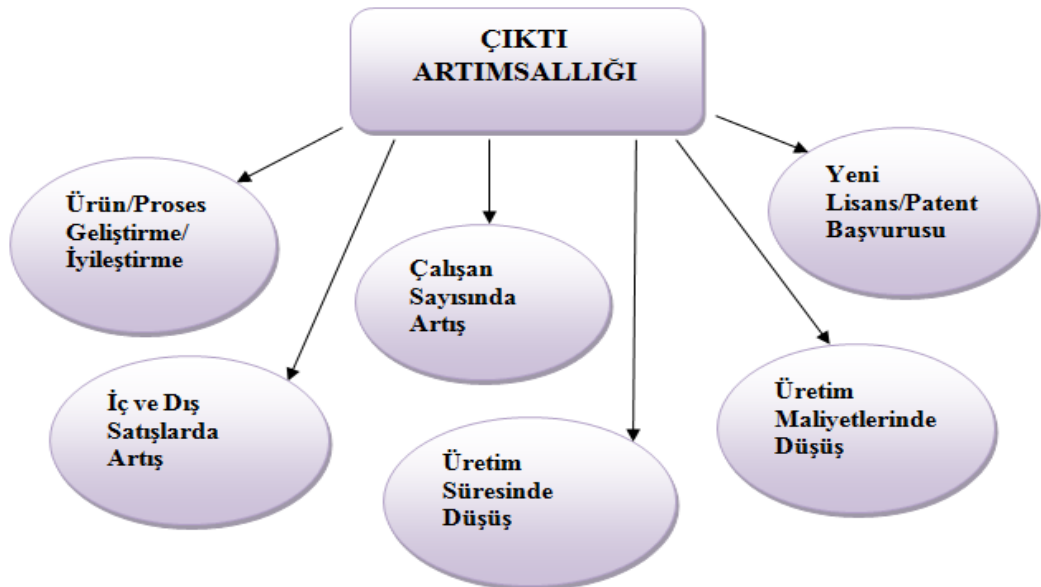 ÇIKTI
ARTIMSALLIĞI
Ürün/Proses
Geliştirme/
İyileştirme
Yeni
Lisans/Patent
Başvurusu
Çalışan
Sayısında
Artış
İç ve Dış
Satışlarda
Artış
Üretim
Maliyetlerinde
Düşüş
Üretim
Süresinde
Düşüş